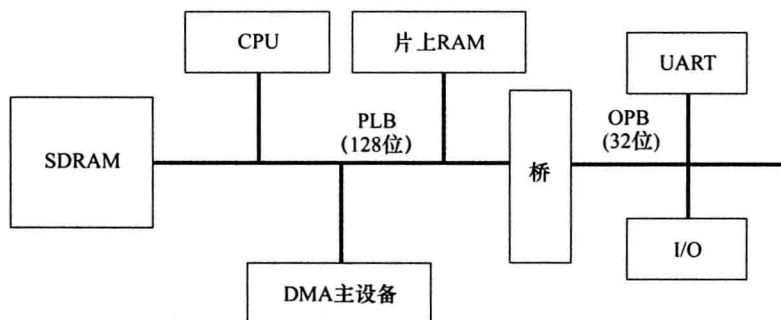 CPU
片上RAM
UART
SDRAM
PLB
(128位)
桥
OPB
(32位)
I/O
DMA主设备